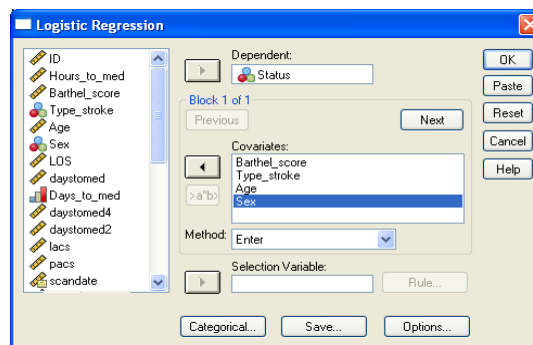 Logistic Regression
ID
Hours_to_med
Barthel_score
Type_stroke
Age
Sex
LOS
daystomed
Days_to_med
daystomed4
daystomed2
lacs
pacs
scandate
Dependent:
Status
Block 1 of 1
Previous
Next
Covariates:
Barthel_score
Type_stroke
Age
Sex
>a*b>
Method:
Enter
Selection Variable:
Rule...
Categorical...
Save...
Options...
OK
Paste
Reset
Cancel
Help